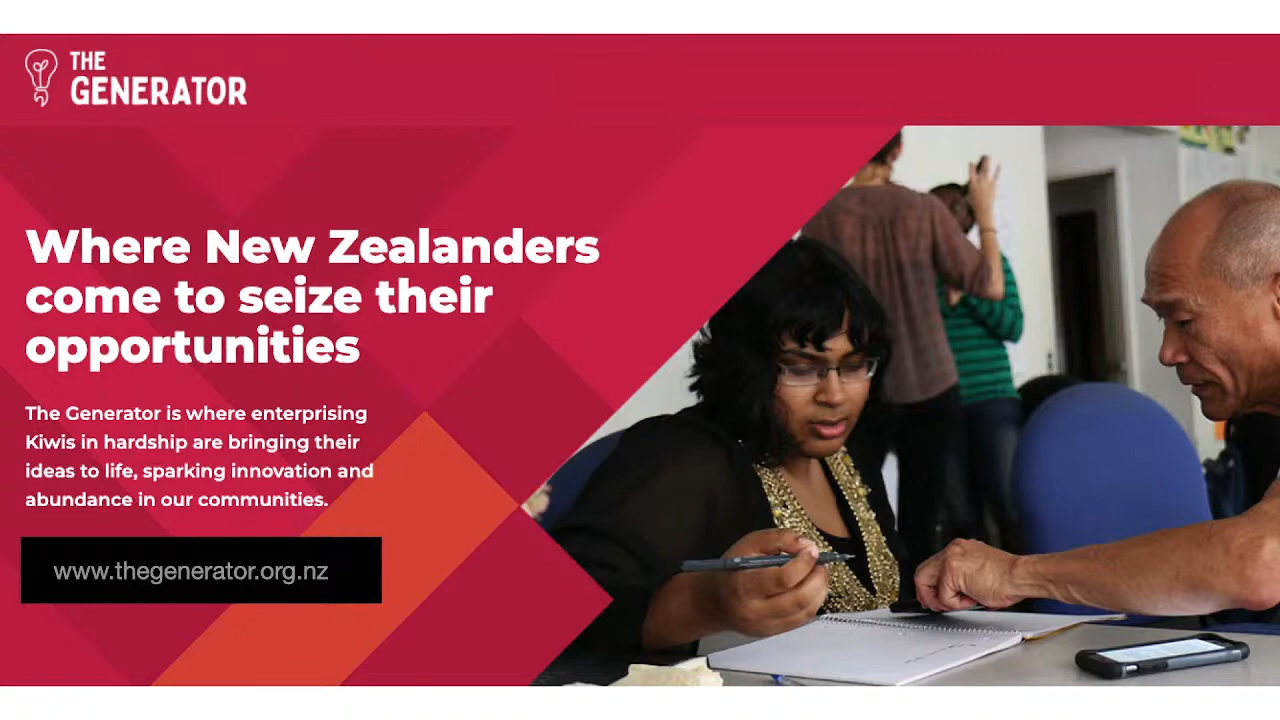 THE
GENERATOR
Where New Zealanders
come to seize their
opportunities
The Generator is where enterprising
Kiwis in hardship are bringing their
ideas to life, sparking innovation and
abundance in our communities.
www.thegenerator.org.nz